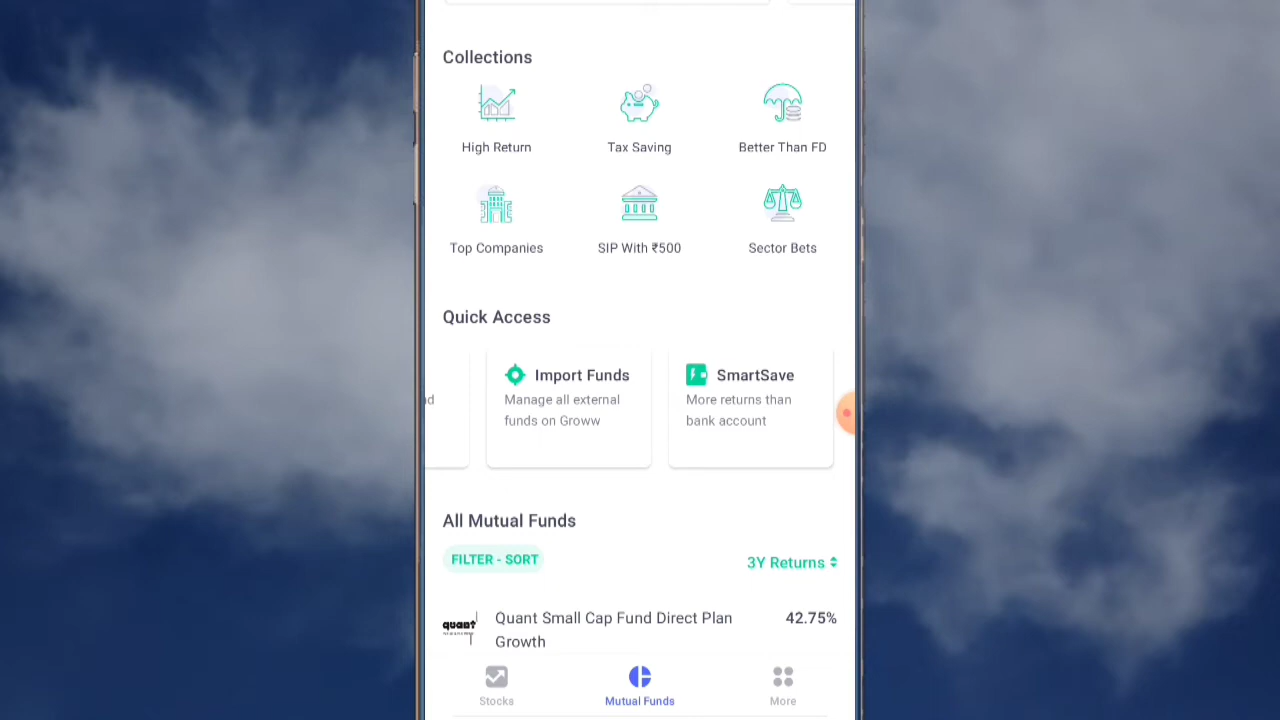 Collections
High Return
Tax Saving
Better Than FD
Top Companies
SIP With ₹500
Sector Bets
Quick Access
Import Funds
Manage all external
funds on Groww
SmartSave
More returns than
bank account
All Mutual Funds
FILTER - SORT
3Y Returns
quant
Quant Small Cap Fund Direct Plan
Growth
42.75%
Stocks
Mutual Funds
More